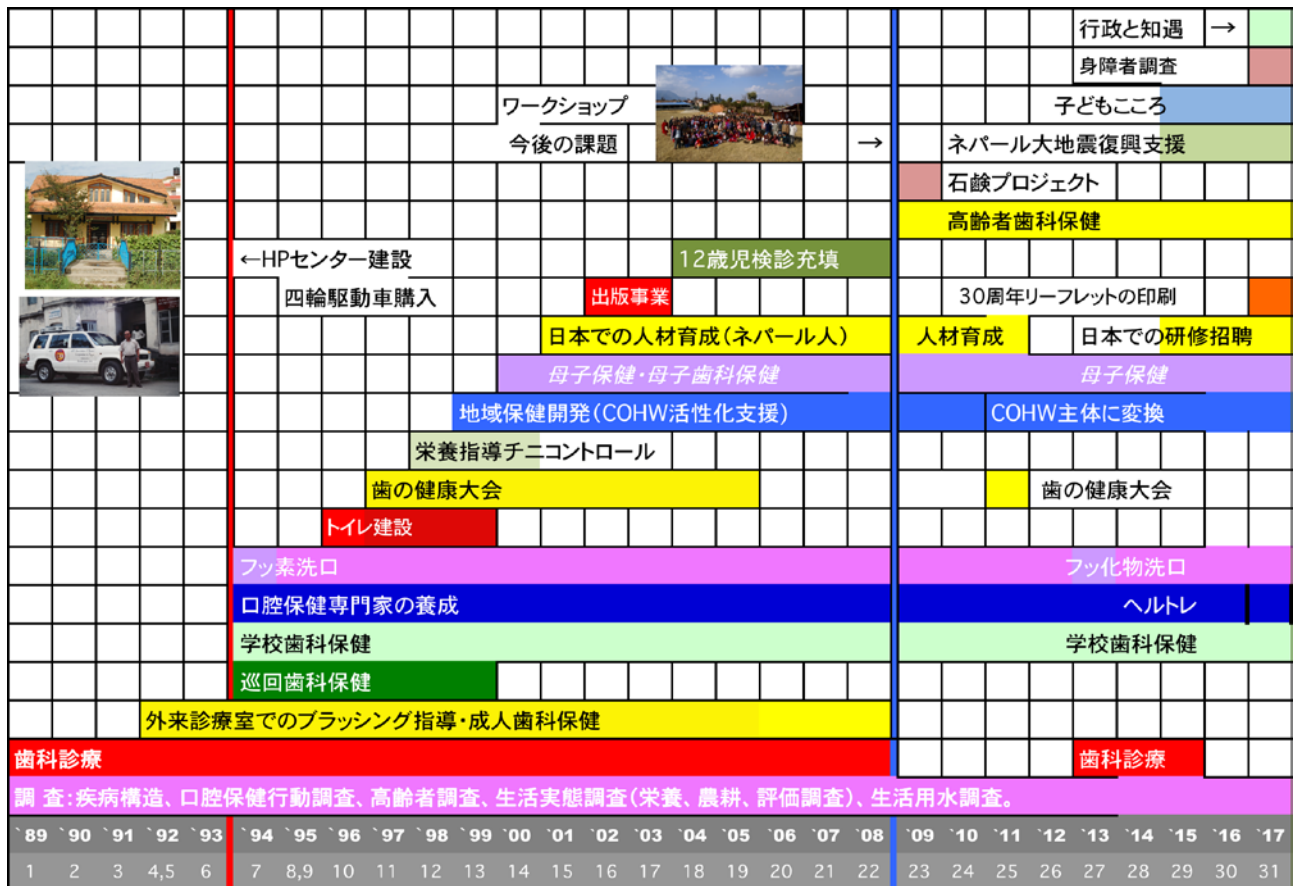 行政と知遇 →
身障者調査
ワークショップ 子どもこころ
今後の課題 → ネパール大地震復興支援
石鹸プロジェクト
高齢者歯科保健
←HPセンター建設 12歳児検診充填
四輪駆動車購入 出版事業 30周年リーフレットの印刷
日本での人材育成(ネパール人) 人材育成 日本での研修招聘
母子保健・母子歯科保健 母子保健
地域保健開発(COHW活性化支援) COHW主体に変換
栄養指導チニコントロール
歯の健康大会 歯の健康大会
トイレ建設
フッ素洗口 フッ化物洗口
口腔保健専門家の養成 ヘルトレ
学校歯科保健 学校歯科保健
巡回歯科保健
外来診療室でのブラッシング指導・成人歯科保健
歯科診療 歯科診療
調 査:疾病構造、口腔保健行動調査、高齢者調査、生活実態調査(栄養、農耕、評価調査)、生活用水調査。
`89 `90 `91 `92 `93 `94 `95 `96 `97 `98 `99 `00 `01 `02 `03 `04 `05 `06 `07 `08 `09 `10 `11 `12 `13 `14 `15 `16 `17
1 2 3 4,5 6 7 8,9 10 11 12 13 14 15 16 17 18 19 20 21 22 23 24 25 26 27 28 29 30 31